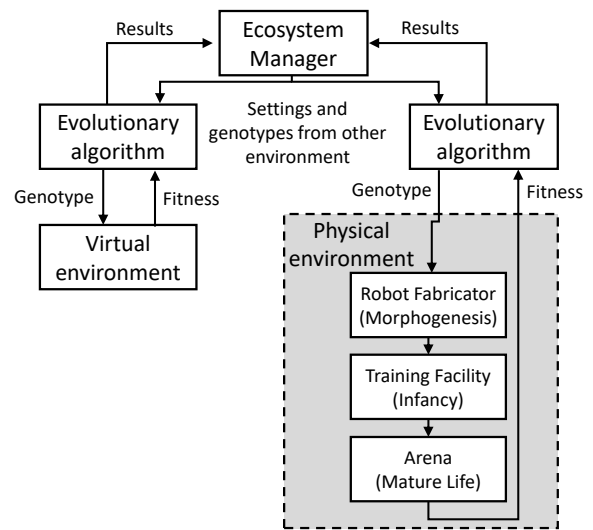 Results
Ecosystem
Manager
Results
Settings and
genotypes from other
environment
Evolutionary
algorithm
Evolutionary
algorithm
Genotype
Fitness
Virtual
environment
Genotype
Fitness
Physical
environment
Robot Fabricator
(Morphogenesis)
Training Facility
(Infancy)
Arena
(Mature Life)